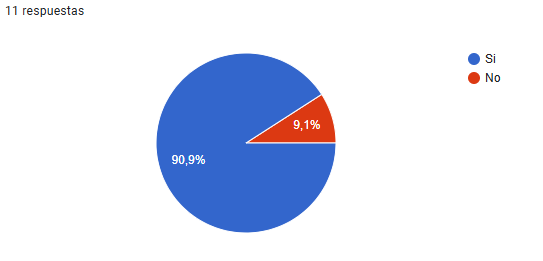 11 respuestas
Si
No
9,1%
90,9%